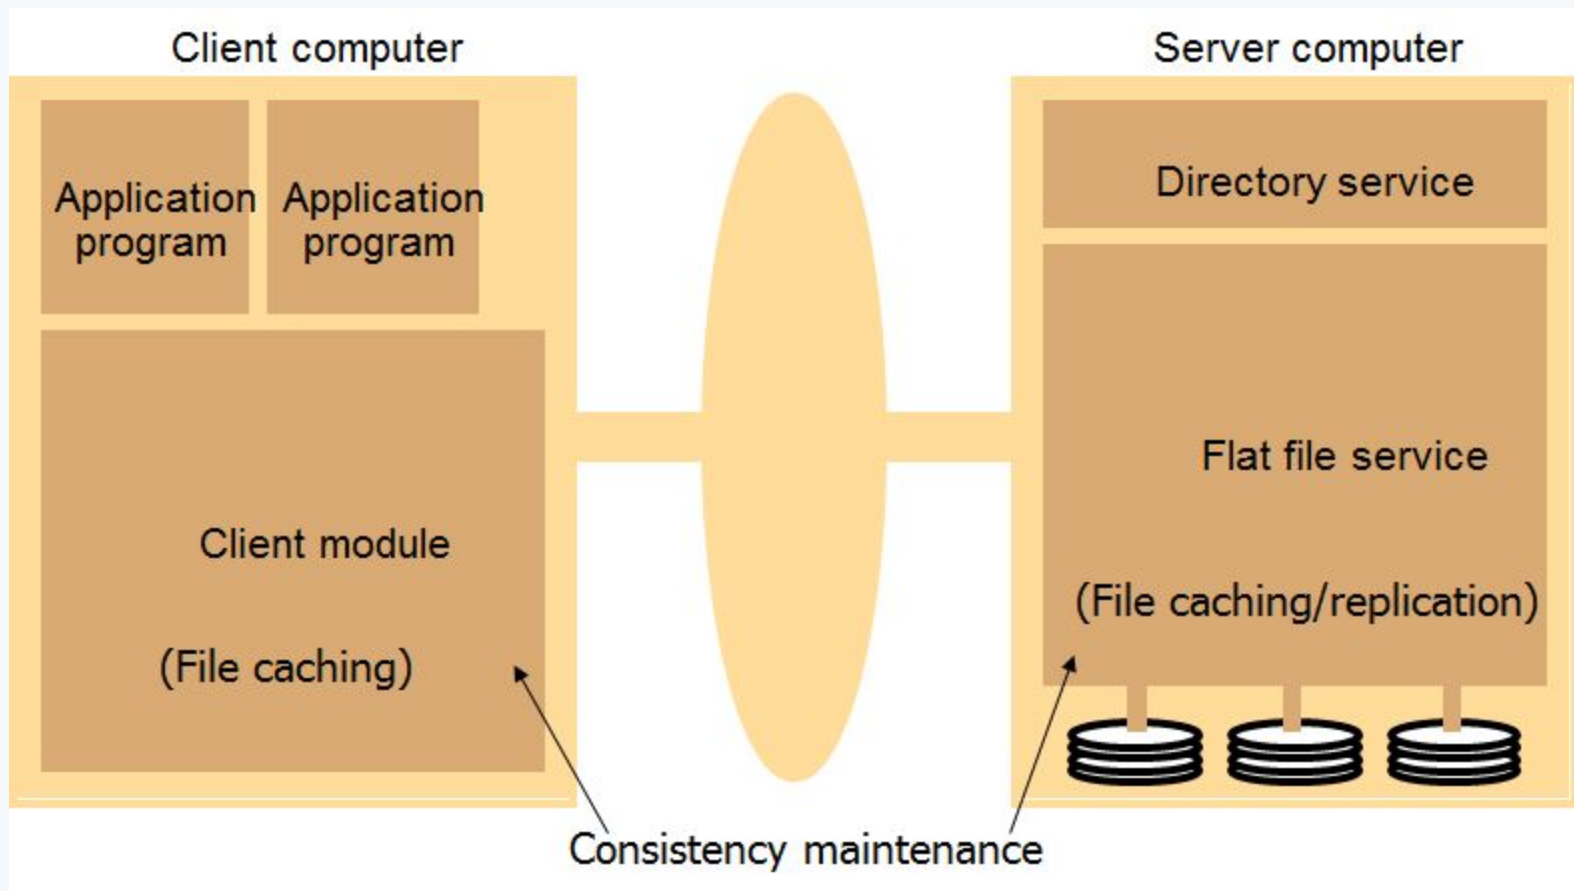 Client computer
Server computer
Application
program
Application
program
Client module
(File caching)
Directory service
Flat file service
(File caching/replication)
Consistency maintenance